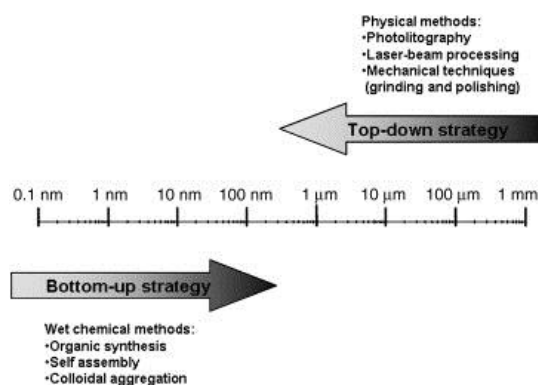 Physical methods:
•Photolitography
•Laser-beam processing
•Mechanical techniques
(grinding and polishing)
Top-down strategy
0.1 nm 1 nm 10 nm 100 nm 1 μm 10 μm 100 μm 1 mm
Bottom-up strategy
Wet chemical methods:
•Organic synthesis
•Self assembly
•Colloidal aggregation